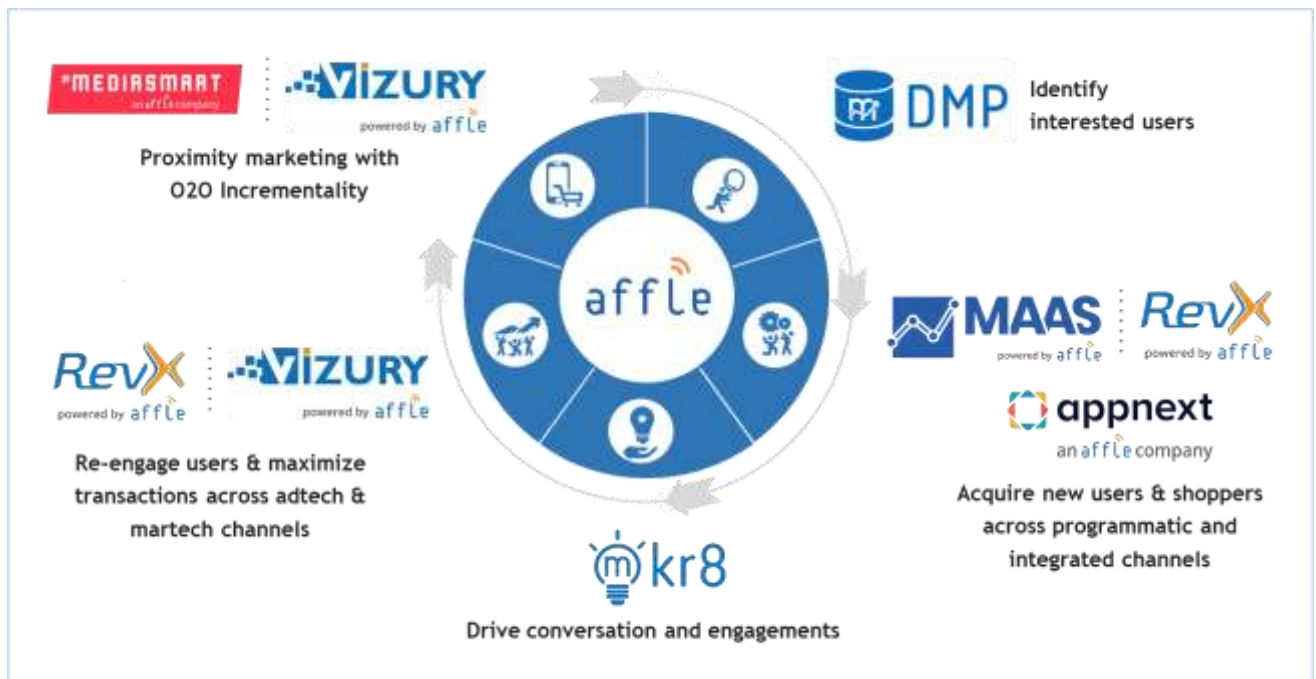 *MEDIASMART
an affle company
VIZURY
powered by affle
Proximity marketing with
O2O Incrementality
m
DMP
Identify
interested users
affle
MAAS
powered by affle
RevX
powered by affle
appnext
an affle company
Acquire new users & shoppers
across programmatic and
integrated channels
RevX
powered by affle
VIZURY
powered by affle
Re-engage users & maximize
transactions across adtech &
martech channels
m kr8
Drive conversation and engagements